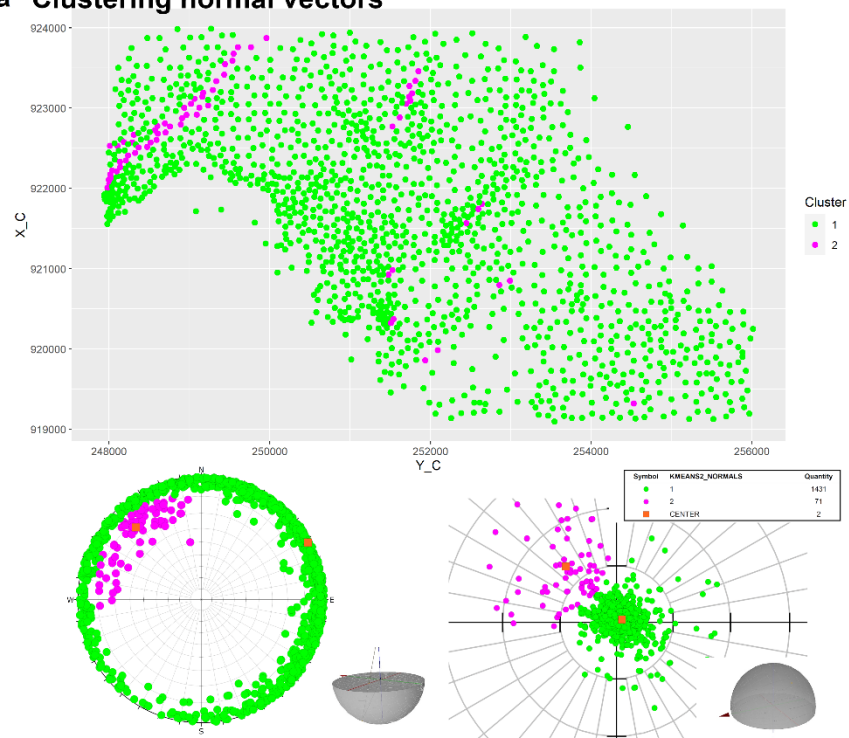 a Clustering normal vectors
924000
923000
922000
921000
920000
919000
X_C
248000 250000 252000 254000 256000
Y_C
Cluster
1
2
N
W E
S
Symbol KMEANS2_NORMALS Quantity
1 1431
2 71
CENTER 2